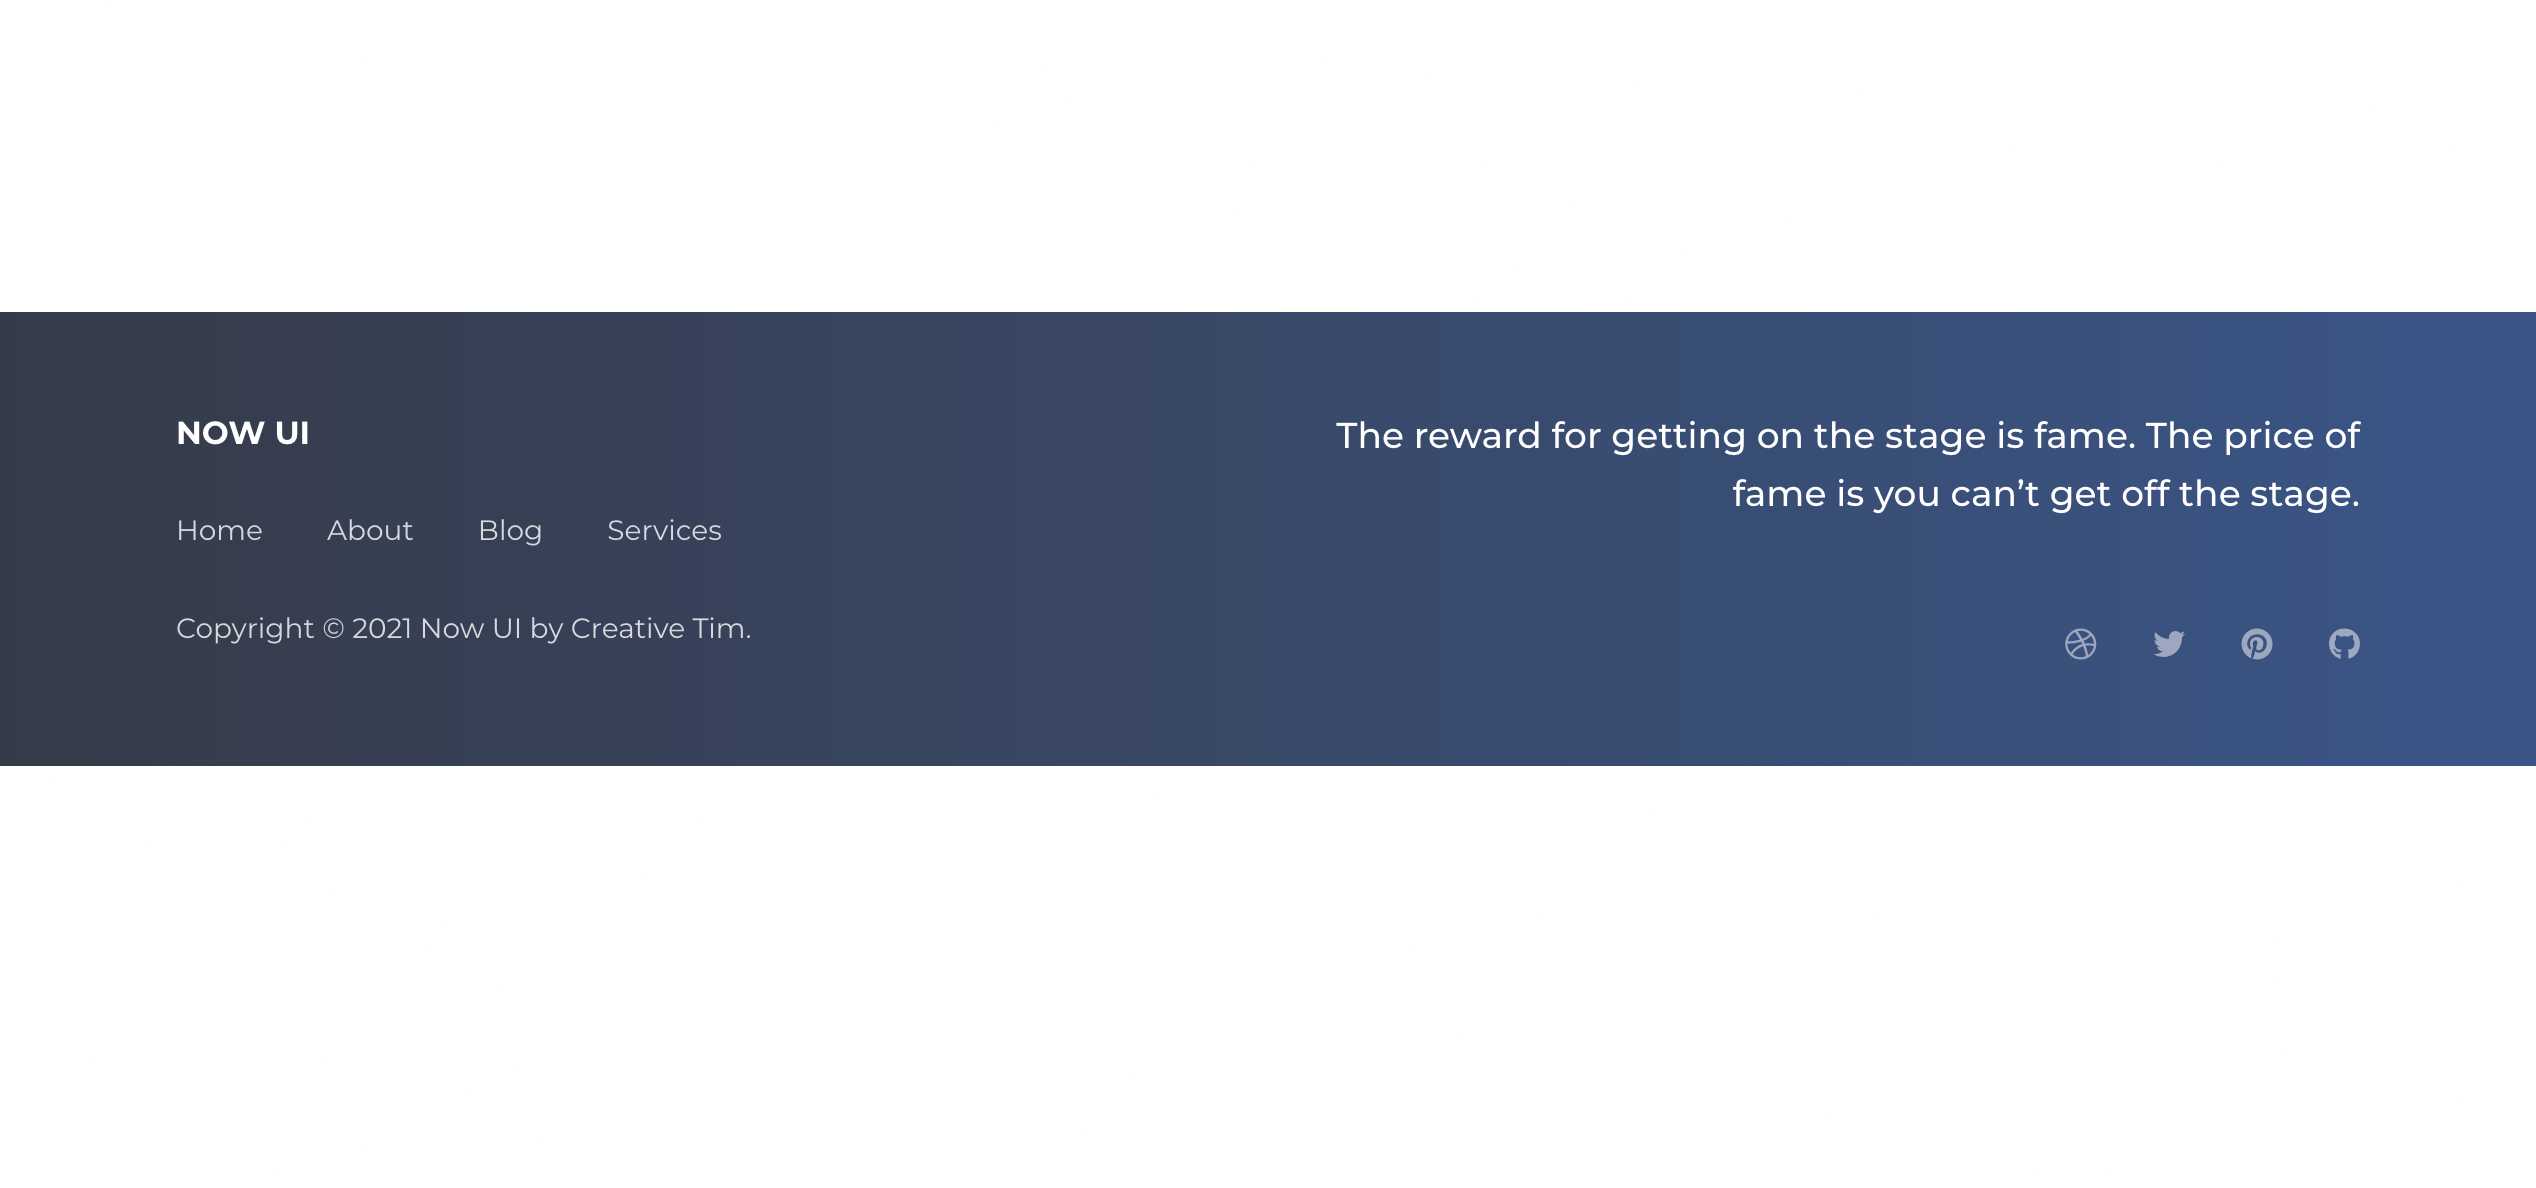 NOW UI
Home About Blog Services
Copyright © 2021 Now UI by Creative Tim.
The reward for getting on the stage is fame. The price of
fame is you can’t get off the stage.